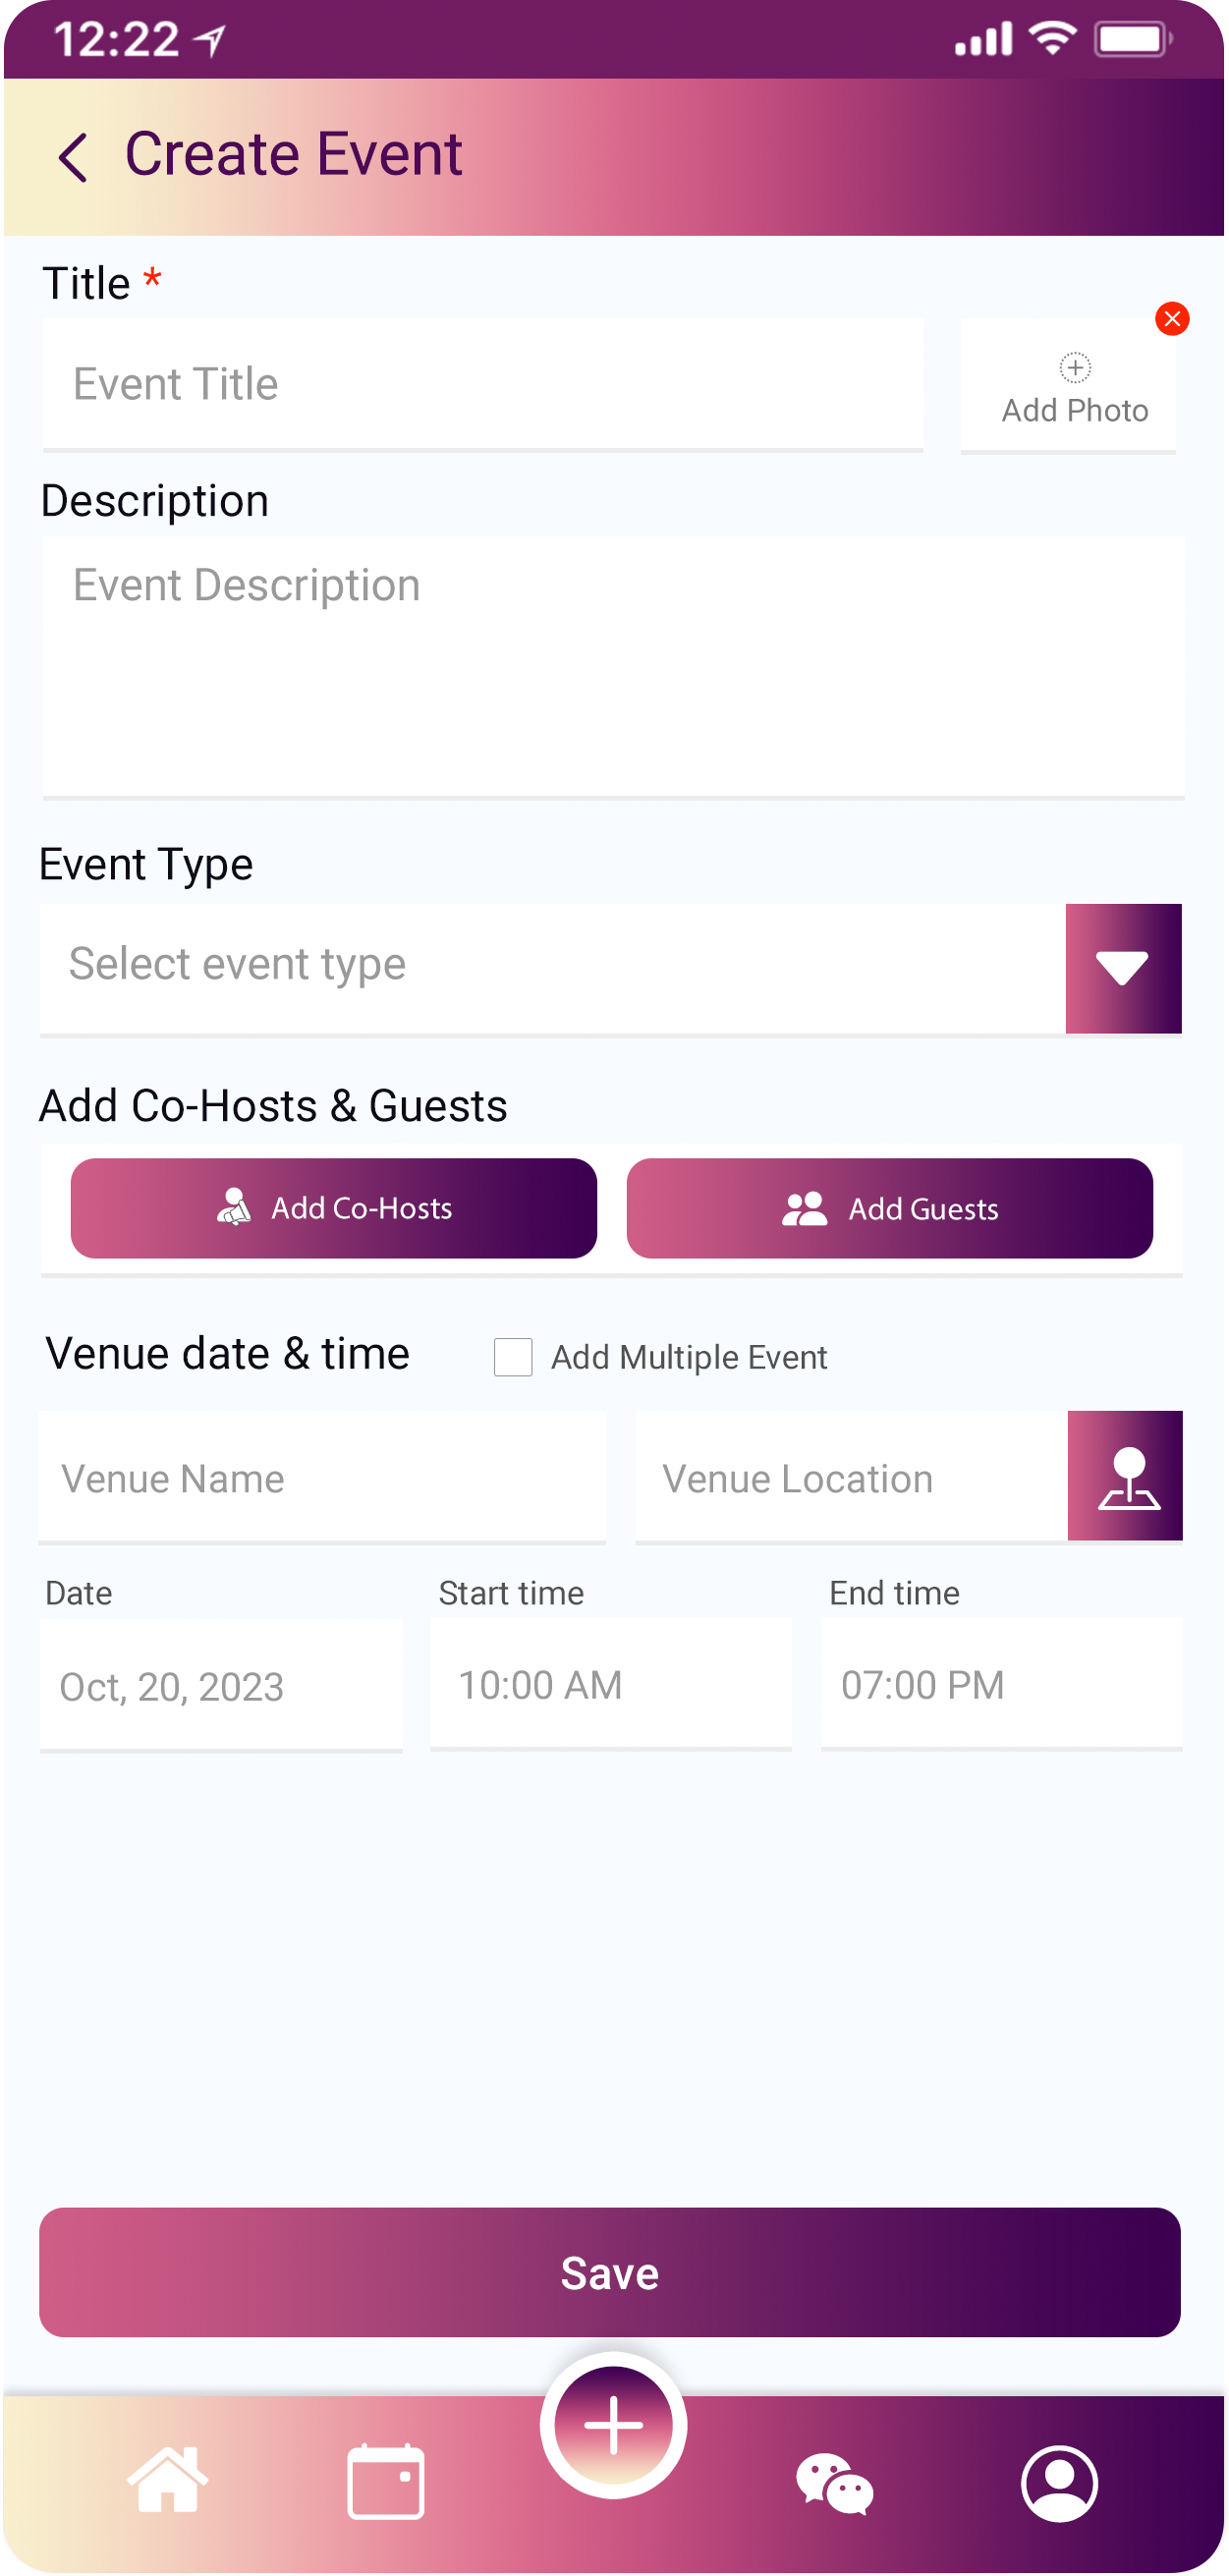 12:22
Create Event
Title *
Event Title
Add Photo
Description
Event Description
Event Type
Select event type
Add Co-Hosts & Guests
Add Co-Hosts
Add Guests
Venue date & time
Add Multiple Event
Venue Name
Venue Location
Date
Start time
End time
Oct, 20, 2023
10:00 AM
07:00 PM
Save